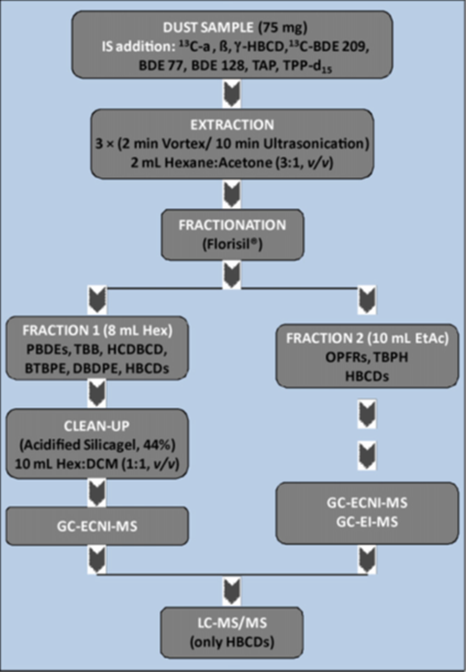 DUST SAMPLE (75 mg)
IS addition: ¹³C-a , ß, γ-HBCD,¹³C-BDE 209,
BDE 77, BDE 128, TAP, TPP-d₁₅
EXTRACTION
3 × (2 min Vortex/ 10 min Ultrasonication)
2 mL Hexane:Acetone (3:1, v/v)
FRACTIONATION
(Florisil®)
FRACTION 1 (8 mL Hex)
PBDEs, TBB, HCDBCD,
BTBPE, DBDPE, HBCDs
FRACTION 2 (10 mL EtAc)
OPFRs, TBPH
HBCDs
CLEAN-UP
(Acidified Silicagel, 44%)
10 mL Hex:DCM (1:1, v/v)
GC-ECNI-MS
GC-ECNI-MS
GC-EI-MS
LC-MS/MS
(only HBCDs)